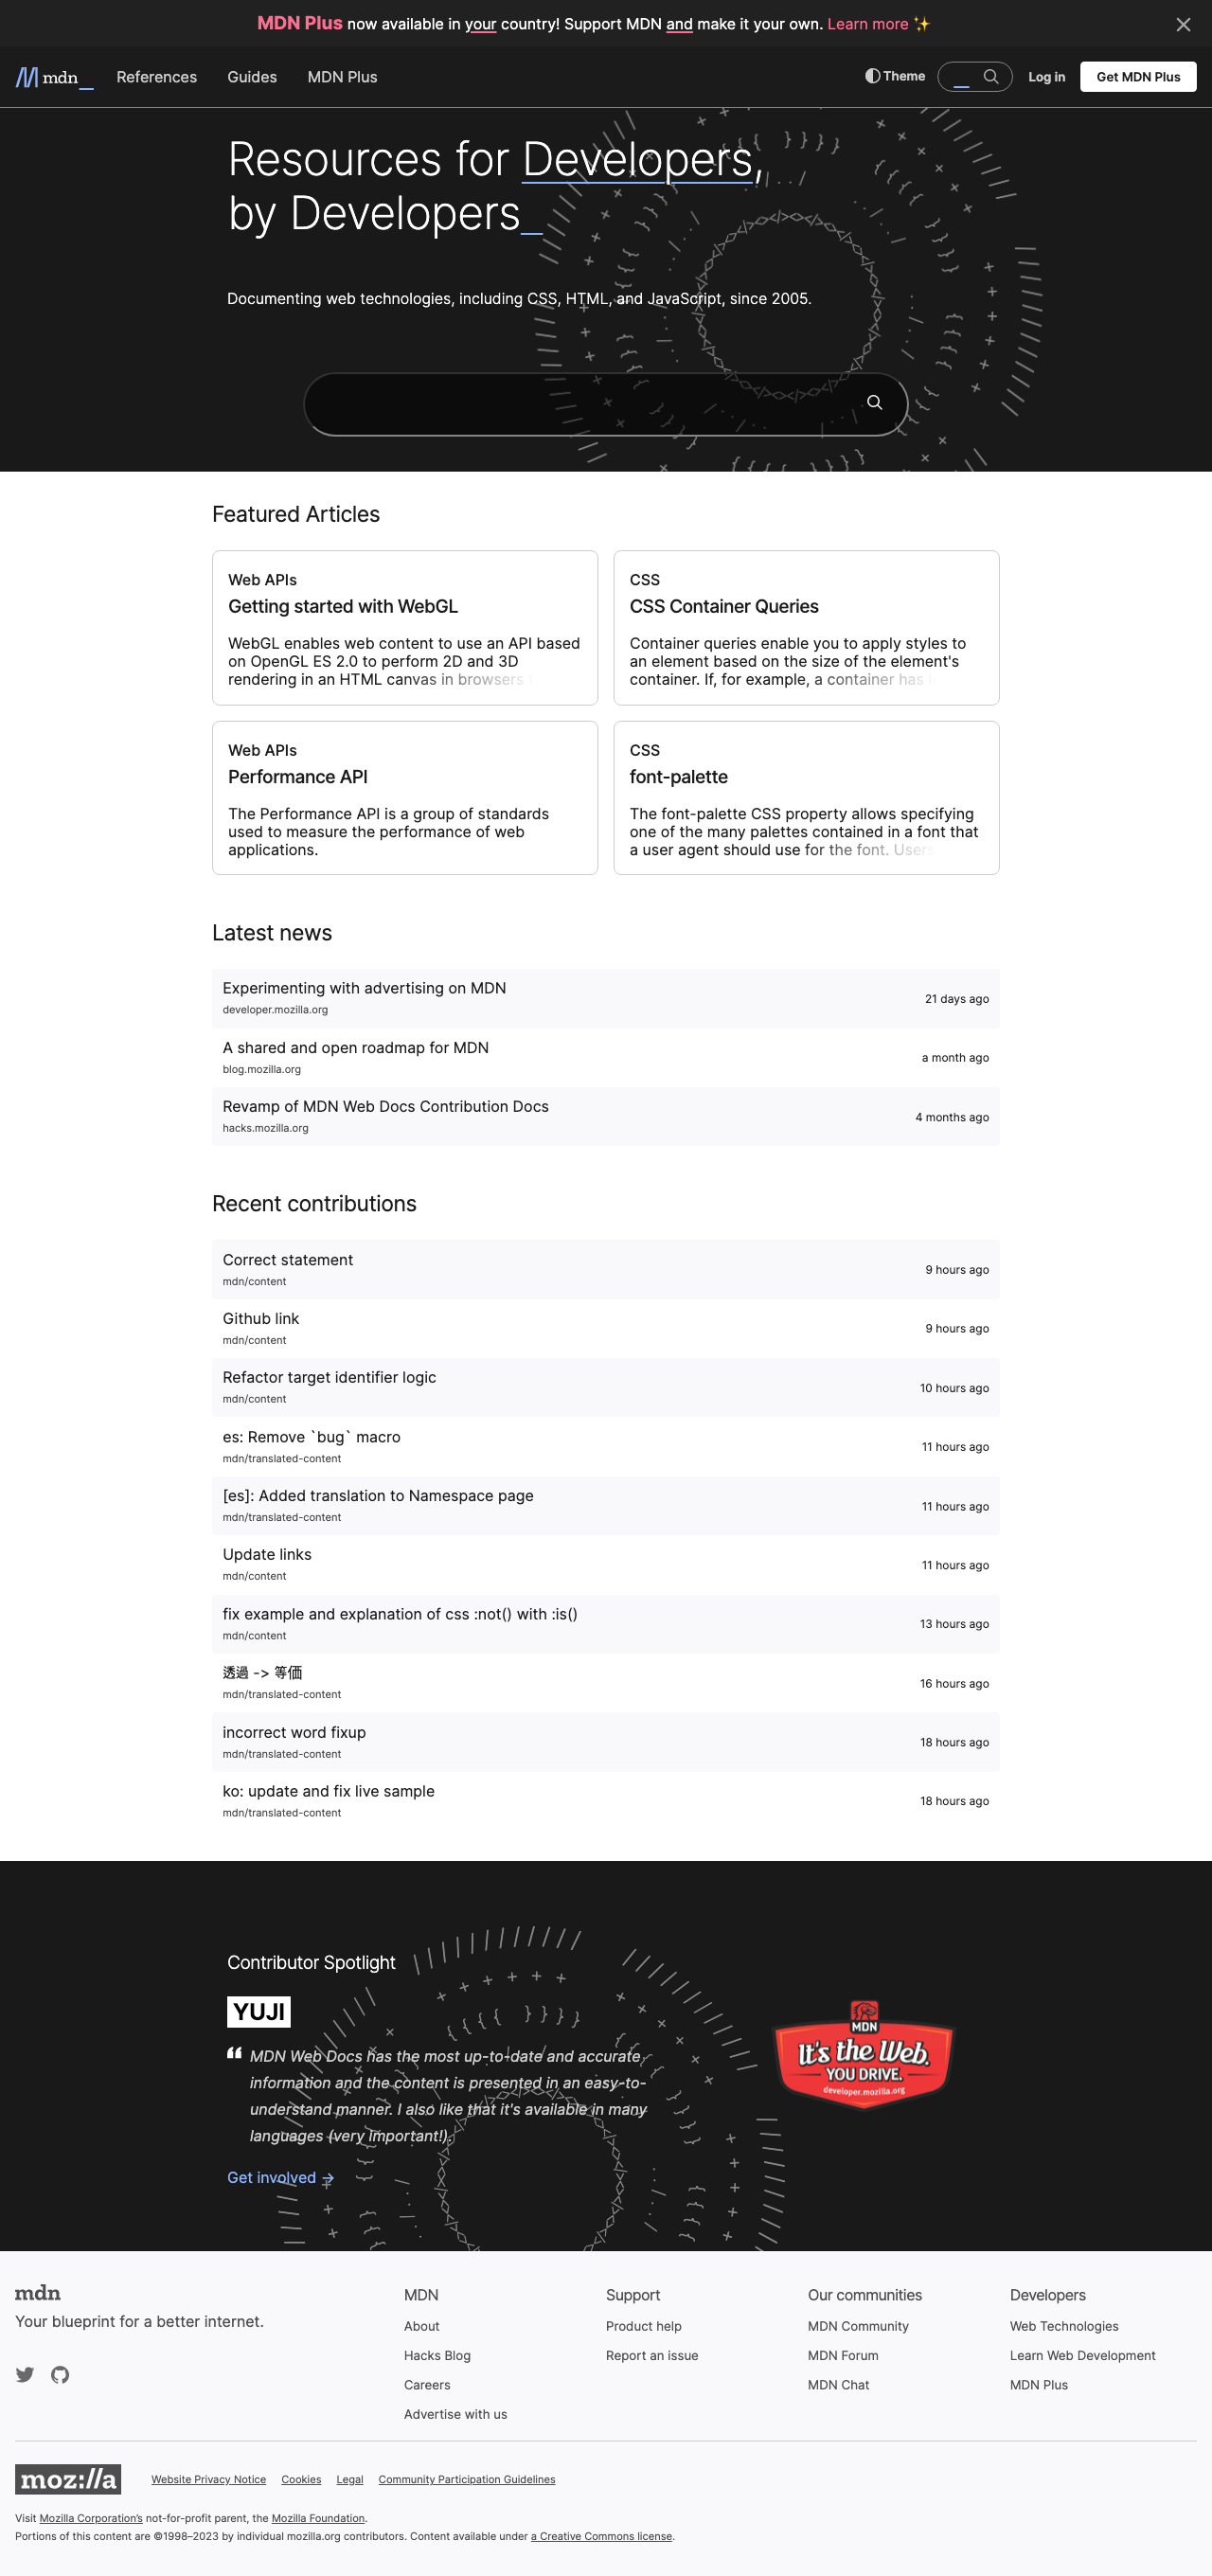 MDN Plus now available in your country! Support MDN and make it your own. Learn more ✨
mdn_
References Guides MDN Plus
Theme Log in Get MDN Plus
Resources for Developers,
by Developers_
Documenting web technologies, including CSS, HTML, and JavaScript, since 2005.
Featured Articles
Web APIs
Getting started with WebGL
WebGL enables web content to use an API based
on OpenGL ES 2.0 to perform 2D and 3D
rendering in an HTML canvas in browsers
CSS
CSS Container Queries
Container queries enable you to apply styles to
an element based on the size of the element's
container. If, for example, a container has
Web APIs
Performance API
The Performance API is a group of standards
used to measure the performance of web
applications.
CSS
font-palette
The font-palette CSS property allows specifying
one of the many palettes contained in a font that
a user agent should use for the font. Users
Latest news
Experimenting with advertising on MDN
developer.mozilla.org
21 days ago
A shared and open roadmap for MDN
blog.mozilla.org
a month ago
Revamp of MDN Web Docs Contribution Docs
hacks.mozilla.org
4 months ago
Recent contributions
Correct statement
mdn/content
9 hours ago
Github link
mdn/content
9 hours ago
Refactor target identifier logic
mdn/content
10 hours ago
es: Remove `bug` macro
mdn/translated-content
11 hours ago
[es]: Added translation to Namespace page
mdn/translated-content
11 hours ago
Update links
mdn/content
11 hours ago
fix example and explanation of css :not() with :is()
mdn/content
13 hours ago
透過 -> 等価
mdn/translated-content
16 hours ago
incorrect word fixup
mdn/translated-content
18 hours ago
ko: update and fix live sample
mdn/translated-content
18 hours ago
Contributor Spotlight
YUJI
MDN Web Docs has the most up-to-date and accurate
information and the content is presented in an easy-to-
understand manner. I also like that it's available in many
languages (very important!).
Get involved →
MDN
It's the Web.
YOU DRIVE.
developer.mozilla.org
mdn
Your blueprint for a better internet.
MDN
About
Hacks Blog
Careers
Advertise with us
Support
Product help
Report an issue
Our communities
MDN Community
MDN Forum
MDN Chat
Developers
Web Technologies
Learn Web Development
MDN Plus
moz://a
Website Privacy Notice Cookies Legal Community Participation Guidelines
Visit Mozilla Corporation's not-for-profit parent, the Mozilla Foundation.
Portions of this content are ©1998–2023 by individual mozilla.org contributors. Content available under a Creative Commons license.